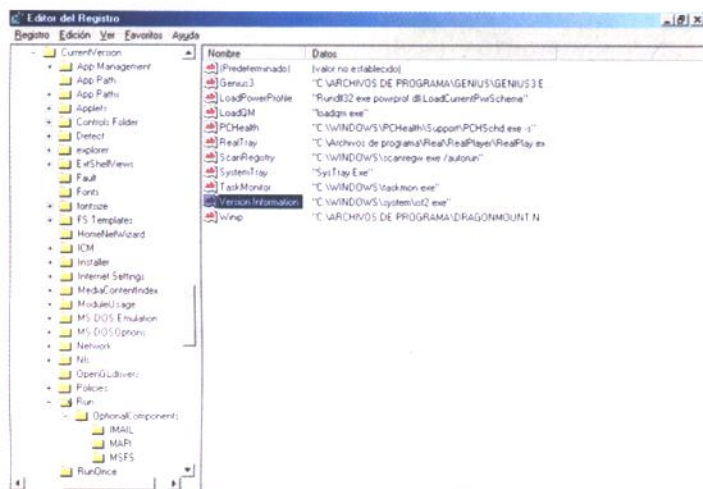 Editor del Registro
Registro Edición Ver Favoritos Ayuda
CurrentVersion
App Management
App Path
App Paths
Applets
Controls Folder
Detect
explorer
ExtShellViews
Fault
Fonts
fontsize
FS Templates
HomeNetWizard
ICM
Installer
Internet Settings
MediaContentIndex
ModuleUsage
MS-DOS Emulation
MS-DOSOptions
Network
Nls
OpenGLdrivers
Policies
Run
OptionalComponents
IMAIL
MAPI
MSFS
RunOnce
Nombre Datos
(Predeterminado) (valor no establecido)
Genius3 "C:\ARCHIVOS DE PROGRAMA\GENIUS\GENIUS3.E
LoadPowerProfile "Rundll32.exe powrprof.dll,LoadCurrentPwrScheme"
LoadQM "loadqm.exe"
PCHealth "C:\WINDOWS\PCHealth\Support\PCHSchd.exe -s"
RealTray "C:\Archivos de programa\Real\RealPlayer\RealPlay.ex
ScanRegistry "C:\WINDOWS\scanregw.exe /autorun"
SystemTray "SysTray.Exe"
TaskMonitor "C:\WINDOWS\taskmon.exe"
Version Information "C:\WINDOWS\system\ist2.exe"
Winip "C:\ARCHIVOS DE PROGRAMA\DRAGONMOUNT N